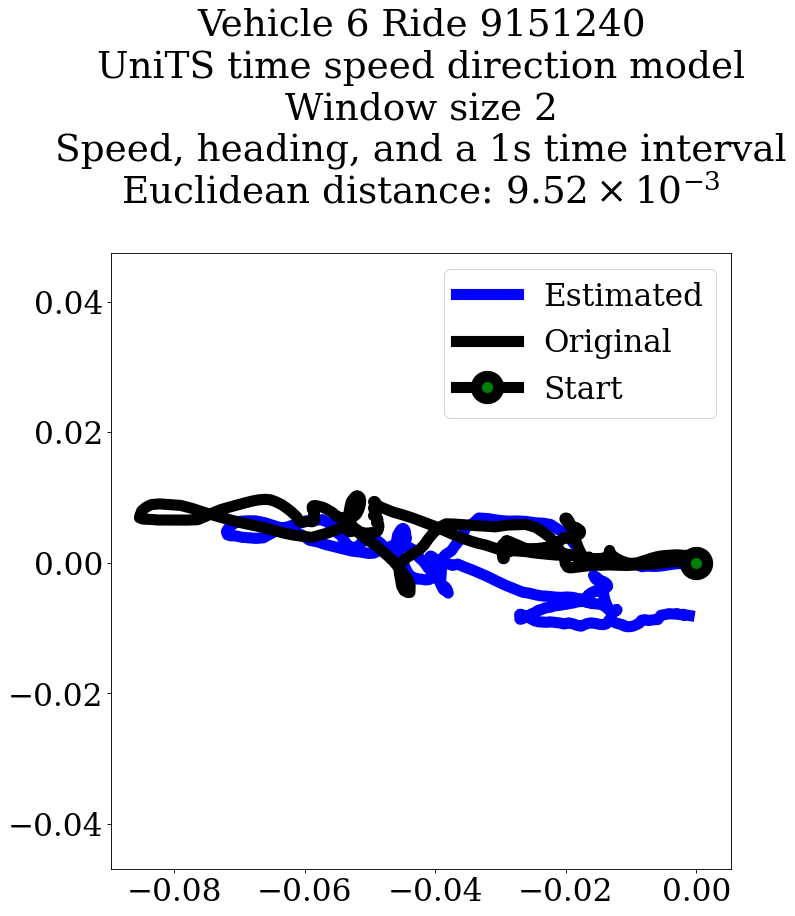 Vehicle 6 Ride 9151240
UniTS time speed direction model
Window size 2
Speed, heading, and a 1s time interval
Euclidean distance: 9.52 × 10⁻³
Estimated
Original
Start
0.04
0.02
0.00
−0.02
−0.04
−0.08 −0.06 −0.04 −0.02 0.00